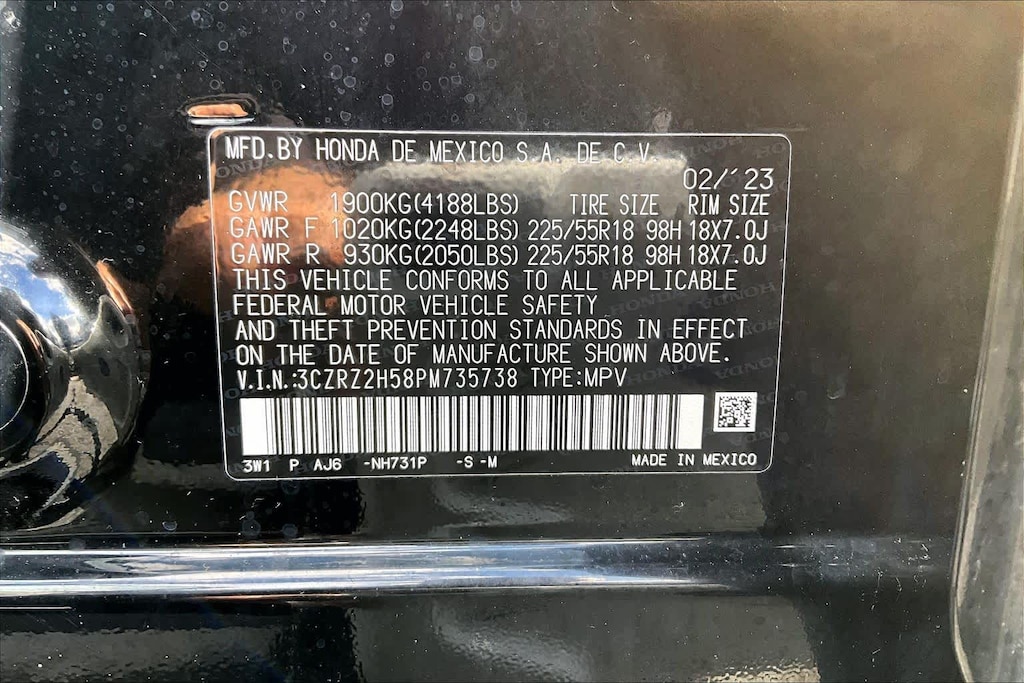 MFD.BY HONDA DE MEXICO S.A. DE C.V.
02/'23
GVWR 1900KG(4188LBS) TIRE SIZE RIM SIZE
GAWR F 1020KG(2248LBS) 225/55R18 98H 18X7.0J
GAWR R 930KG(2050LBS) 225/55R18 98H 18X7.0J
THIS VEHICLE CONFORMS TO ALL APPLICABLE
FEDERAL MOTOR VEHICLE SAFETY
AND THEFT PREVENTION STANDARDS IN EFFECT
ON THE DATE OF MANUFACTURE SHOWN ABOVE.
V.I.N.:3CZRZ2H58PM735738 TYPE:MPV
3W1 P AJ6 -NH731P -S -M MADE IN MEXICO